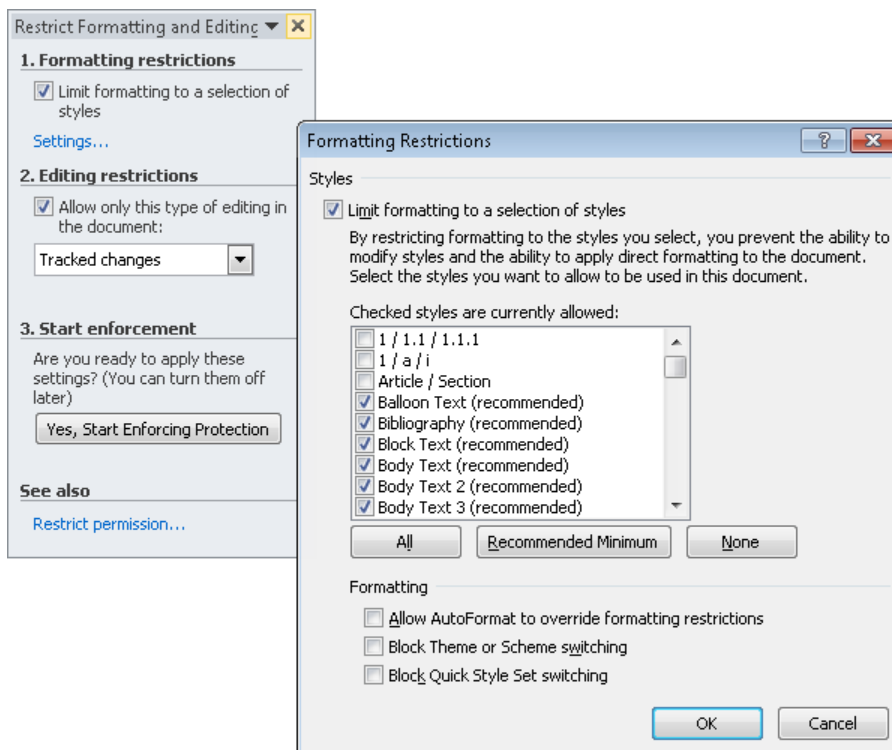 Restrict Formatting and Editing
1. Formatting restrictions
Limit formatting to a selection of
styles
Settings...
2. Editing restrictions
Allow only this type of editing in
the document:
Tracked changes
3. Start enforcement
Are you ready to apply these
settings? (You can turn them off
later)
Yes, Start Enforcing Protection
See also
Restrict permission...
Formatting Restrictions
Styles
Limit formatting to a selection of styles
By restricting formatting to the styles you select, you prevent the ability to
modify styles and the ability to apply direct formatting to the document.
Select the styles you want to allow to be used in this document.
Checked styles are currently allowed:
1 / 1.1 / 1.1.1
1 / a / i
Article / Section
Balloon Text (recommended)
Bibliography (recommended)
Block Text (recommended)
Body Text (recommended)
Body Text 2 (recommended)
Body Text 3 (recommended)
All
Recommended Minimum
None
Formatting
Allow AutoFormat to override formatting restrictions
Block Theme or Scheme switching
Block Quick Style Set switching
OK
Cancel